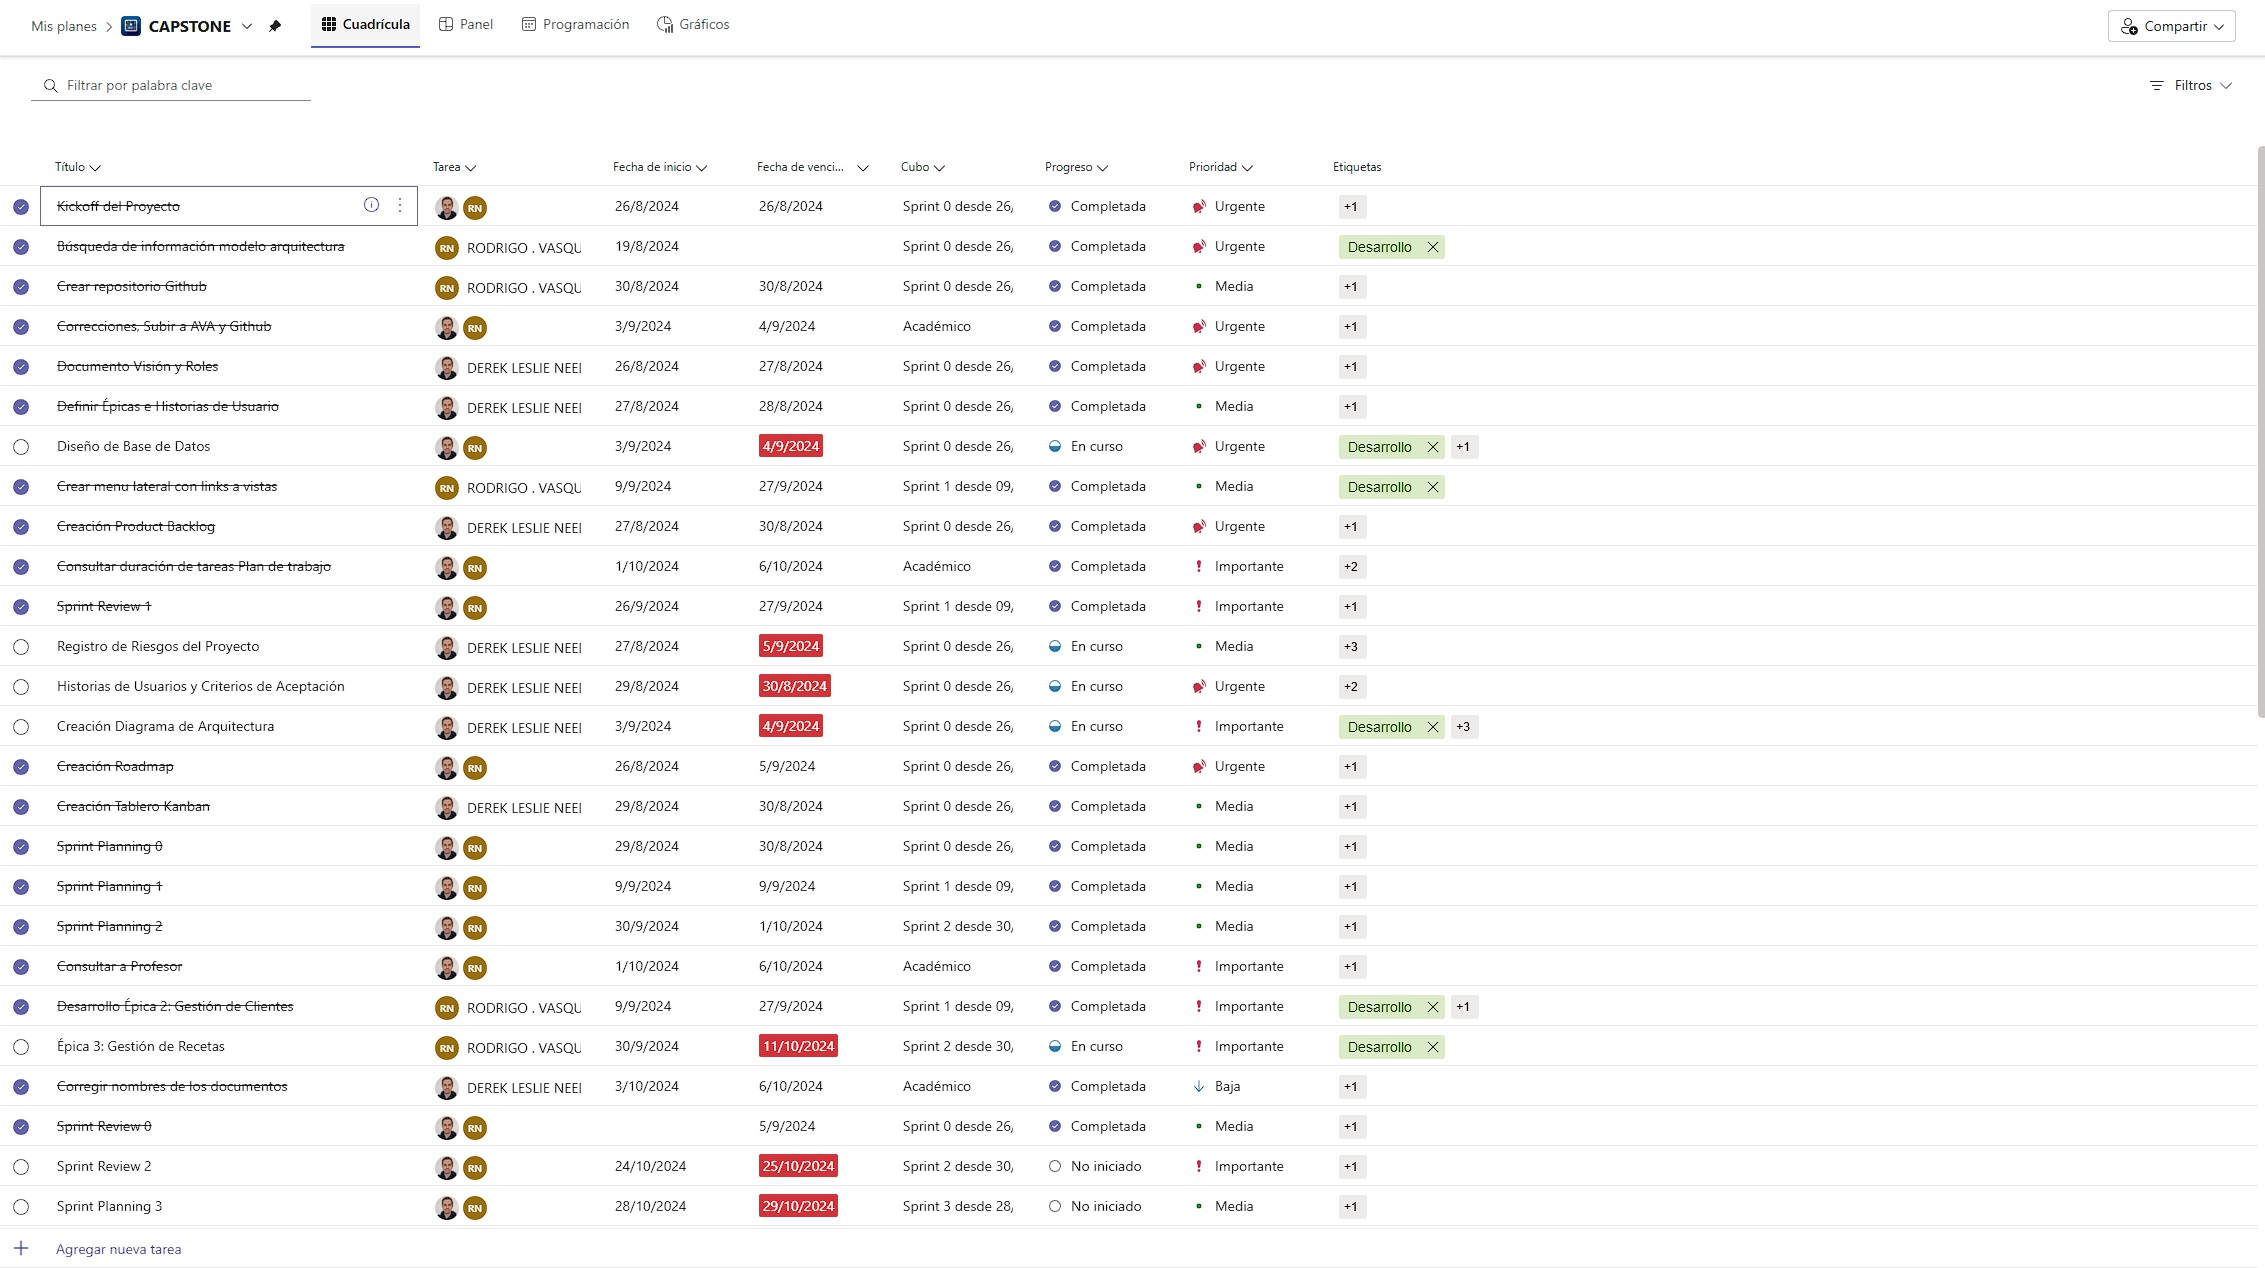 Mis planes > CAPSTONE Cuadrícula Panel Programación Gráficos Compartir
Filtrar por palabra clave Filtros
Título Tarea Fecha de inicio Fecha de venci... Cubo Progreso Prioridad Etiquetas
Kickoff del Proyecto RN 26/8/2024 26/8/2024 Sprint 0 desde 26, Completada Urgente +1
Búsqueda de información modelo arquitectura RN RODRIGO . VASQU 19/8/2024 Sprint 0 desde 26, Completada Urgente Desarrollo
Crear repositorio Github RN RODRIGO . VASQU 30/8/2024 30/8/2024 Sprint 0 desde 26, Completada Media +1
Correcciones, Subir a AVA y Github RN 3/9/2024 4/9/2024 Académico Completada Urgente +1
Documento Visión y Roles DEREK LESLIE NEEI 26/8/2024 27/8/2024 Sprint 0 desde 26, Completada Urgente +1
Definir Épicas e Historias de Usuario DEREK LESLIE NEEI 27/8/2024 28/8/2024 Sprint 0 desde 26, Completada Media +1
Diseño de Base de Datos RN 3/9/2024 4/9/2024 Sprint 0 desde 26, En curso Urgente Desarrollo +1
Crear menu lateral con links a vistas RN RODRIGO . VASQU 9/9/2024 27/9/2024 Sprint 1 desde 09, Completada Media Desarrollo
Creación Product Backlog DEREK LESLIE NEEI 27/8/2024 30/8/2024 Sprint 0 desde 26, Completada Urgente +1
Consultar duración de tareas Plan de trabajo RN 1/10/2024 6/10/2024 Académico Completada Importante +2
Sprint Review 1 RN 26/9/2024 27/9/2024 Sprint 1 desde 09, Completada Importante +1
Registro de Riesgos del Proyecto DEREK LESLIE NEEI 27/8/2024 5/9/2024 Sprint 0 desde 26, En curso Media +3
Historias de Usuarios y Criterios de Aceptación DEREK LESLIE NEEI 29/8/2024 30/8/2024 Sprint 0 desde 26, En curso Urgente +2
Creación Diagrama de Arquitectura DEREK LESLIE NEEI 3/9/2024 4/9/2024 Sprint 0 desde 26, En curso Importante Desarrollo +3
Creación Roadmap RN 26/8/2024 5/9/2024 Sprint 0 desde 26, Completada Urgente +1
Creación Tablero Kanban DEREK LESLIE NEEI 29/8/2024 30/8/2024 Sprint 0 desde 26, Completada Media +1
Sprint Planning 0 RN 29/8/2024 30/8/2024 Sprint 0 desde 26, Completada Media +1
Sprint Planning 1 RN 9/9/2024 9/9/2024 Sprint 1 desde 09, Completada Media +1
Sprint Planning 2 RN 30/9/2024 1/10/2024 Sprint 2 desde 30, Completada Media +1
Consultar a Profesor RN 1/10/2024 6/10/2024 Académico Completada Importante +1
Desarrollo Épica 2: Gestión de Clientes RN RODRIGO . VASQU 9/9/2024 27/9/2024 Sprint 1 desde 09, Completada Importante Desarrollo +1
Épica 3: Gestión de Recetas RN RODRIGO . VASQU 30/9/2024 11/10/2024 Sprint 2 desde 30, En curso Importante Desarrollo
Corregir nombres de los documentos DEREK LESLIE NEEI 3/10/2024 6/10/2024 Académico Completada Baja +1
Sprint Review 0 RN 5/9/2024 Sprint 0 desde 26, Completada Media +1
Sprint Review 2 RN 24/10/2024 25/10/2024 Sprint 2 desde 30, No iniciado Importante +1
Sprint Planning 3 RN 28/10/2024 29/10/2024 Sprint 3 desde 28, No iniciado Media +1
Agregar nueva tarea